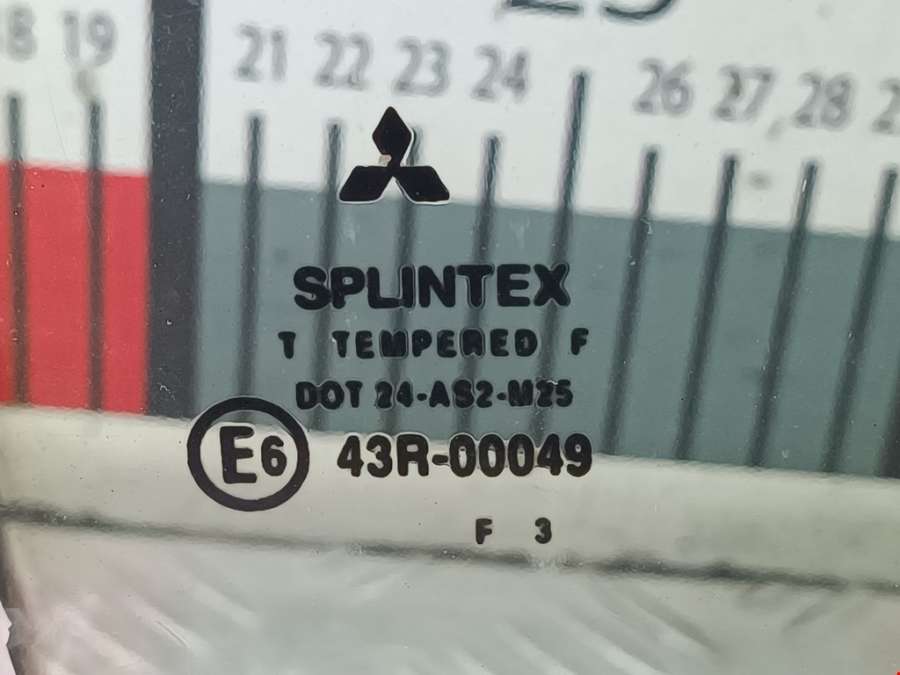 19 21 22 23 24 26 27 28
SPLINTEX
T TEMPERED F
DOT 24-AS2-M25
E6 43R-00049
F 3